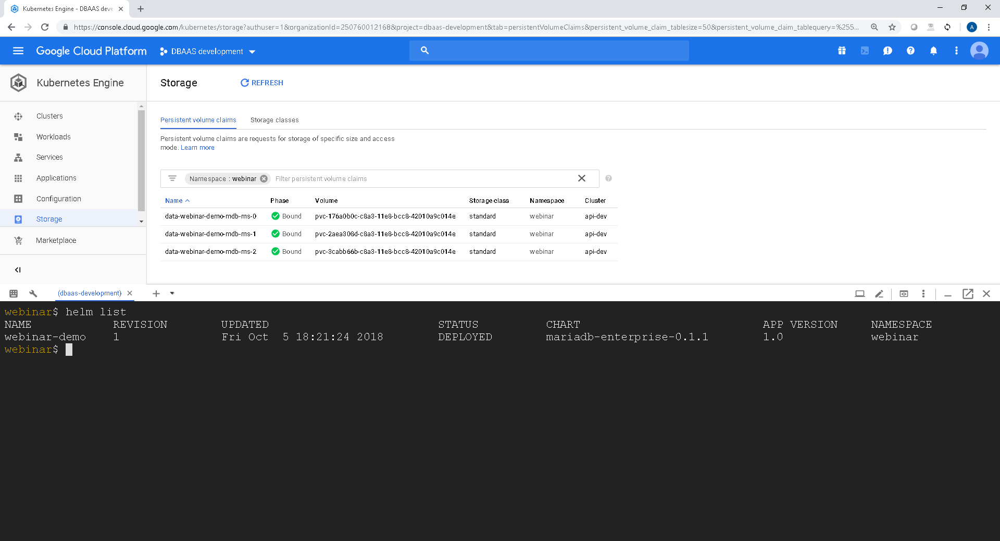 Kubernetes Engine - DBAAS deve
https://console.cloud.google.com/kubernetes/storage?authuser=1&organizationId=250760012168&project=dbaas-development&tab=persistentVolumeClaims&persistent_volume_claim_tablesize=50&persistent_volume_claim_tablequery=%255...
A
Google Cloud Platform
DBAAS development
Kubernetes Engine
Storage
REFRESH
Clusters
Workloads
Services
Applications
Configuration
Storage
Marketplace
Persistent volume claims Storage classes
Persistent volume claims are requests for storage of specific size and access
mode. Learn more
Namespace : webinar Filter persistent volume claims
Name Phase Volume Storage class Namespace Cluster
data-webinar-demo-mdb-ms-0 Bound pvc-176a0b0c-c8a3-11e8-bcc8-42010a9c014e standard webinar api-dev
data-webinar-demo-mdb-ms-1 Bound pvc-2aea308d-c8a3-11e8-bcc8-42010a9c014e standard webinar api-dev
data-webinar-demo-mdb-ms-2 Bound pvc-3cabb66b-c8a3-11e8-bcc8-42010a9c014e standard webinar api-dev
(dbaas-development)
webinar$ helm list
NAME REVISION UPDATED STATUS CHART APP VERSION NAMESPACE
webinar-demo 1 Fri Oct 5 18:21:24 2018 DEPLOYED mariadb-enterprise-0.1.1 1.0 webinar
webinar$